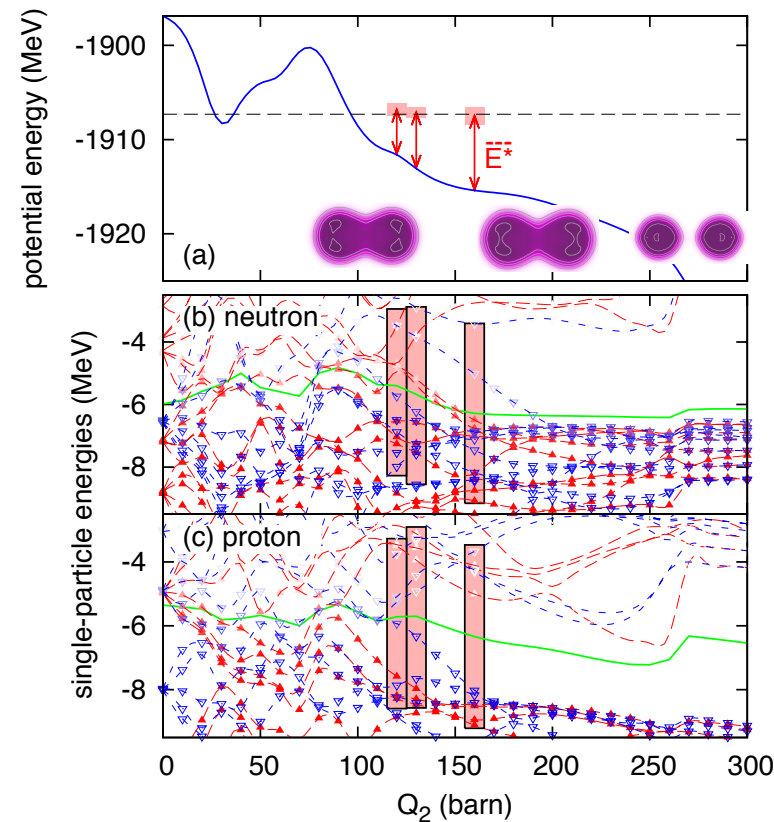 potential energy (MeV)
-1900
-1910
-1920
E*
(a)
single-particle energies (MeV)
(b) neutron
-4
-6
-8
(c) proton
-4
-6
-8
0 50 100 150 200 250 300
Q2 (barn)